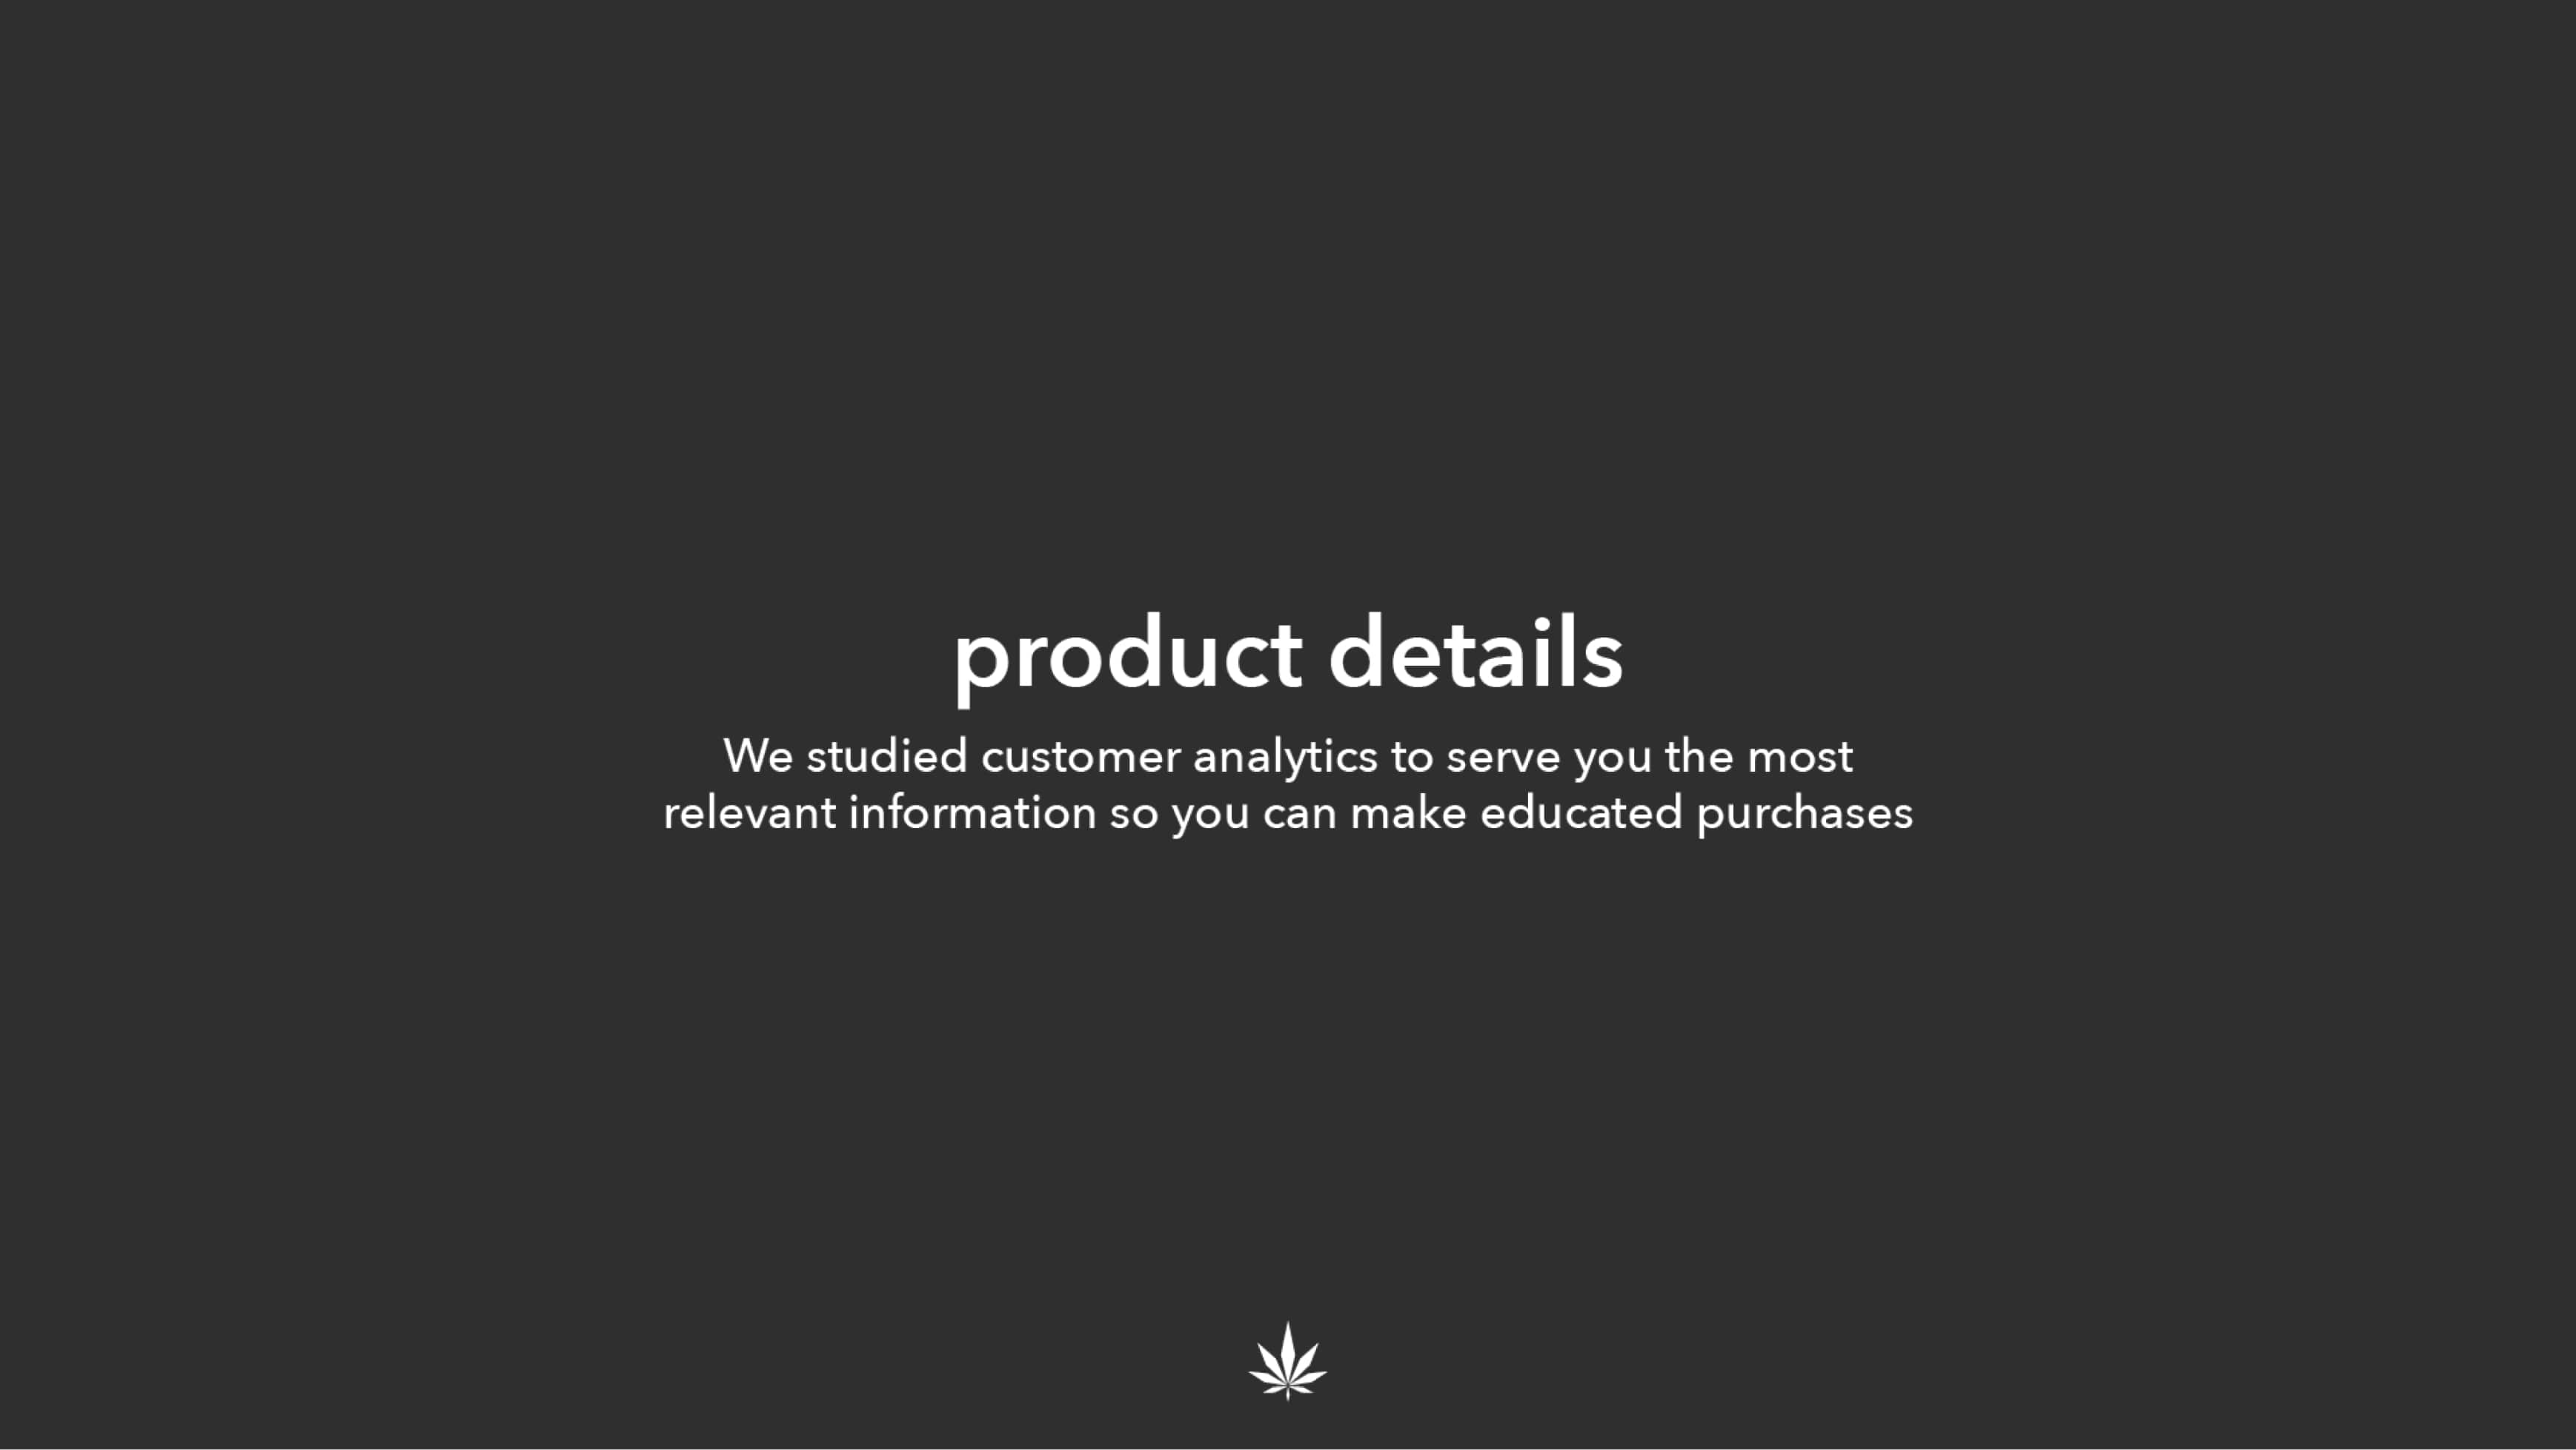 product details
We studied customer analytics to serve you the most
relevant information so you can make educated purchases